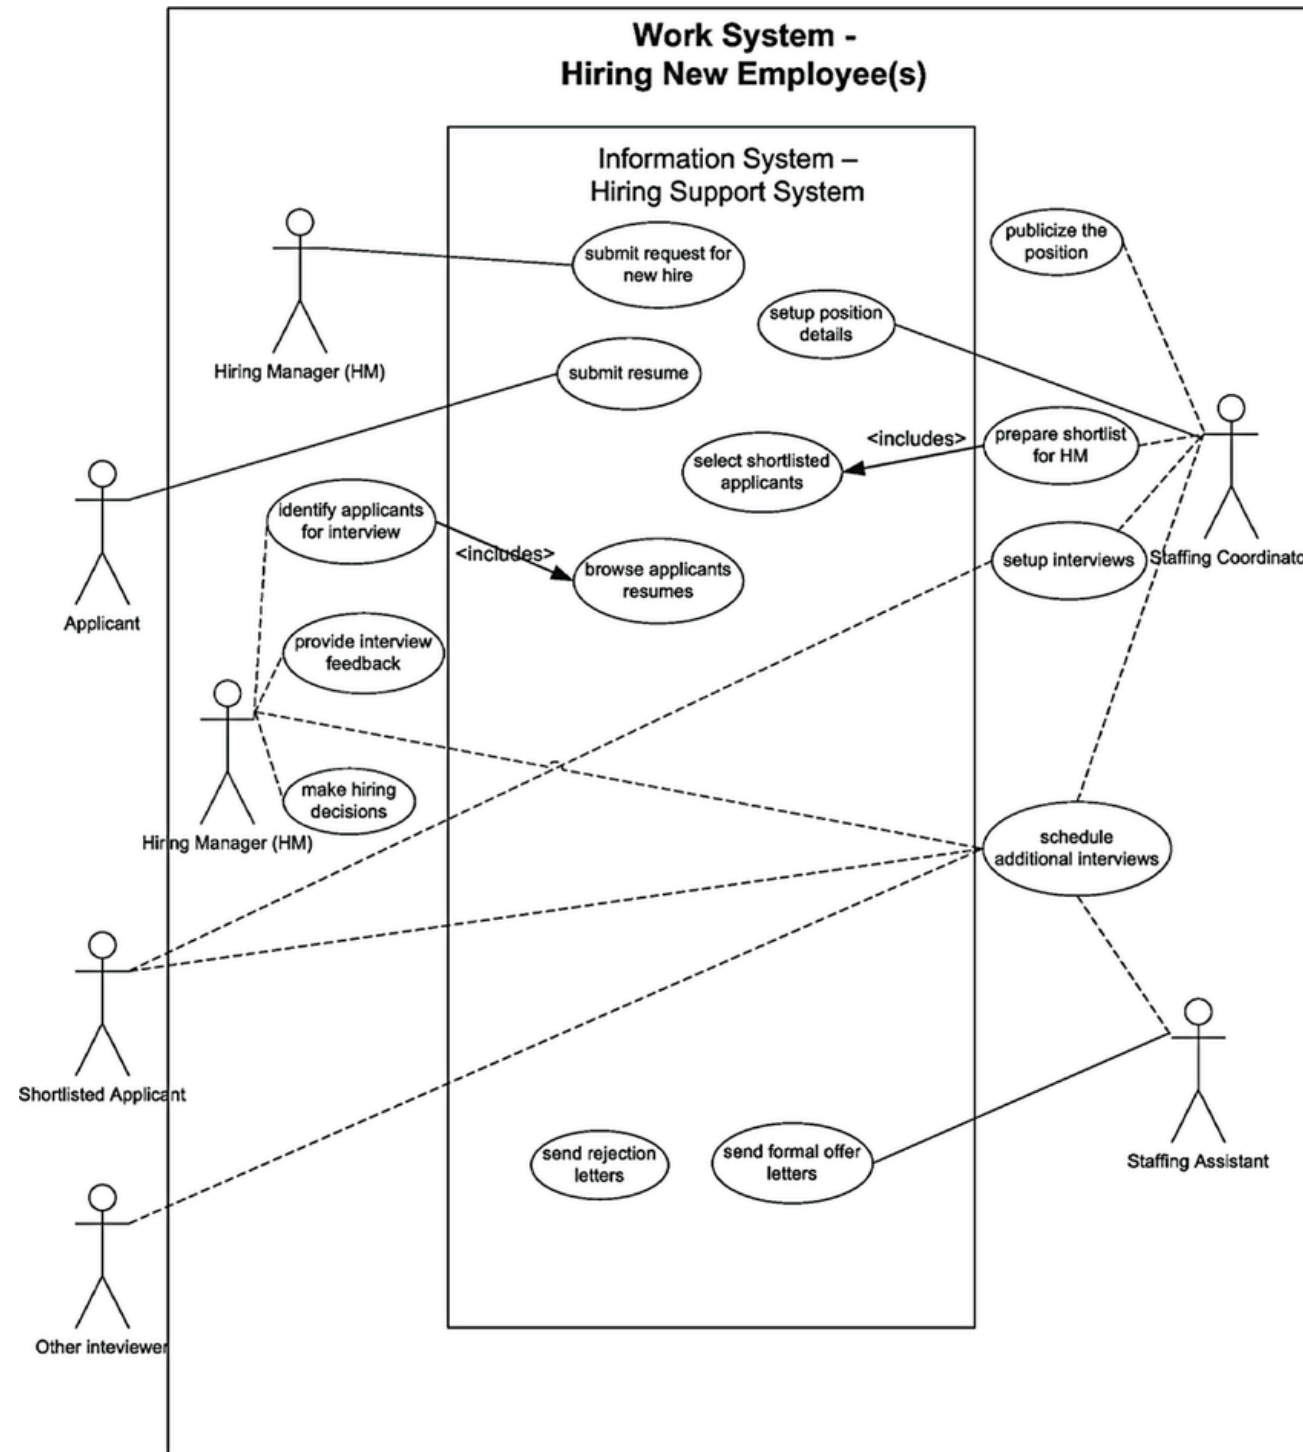 Work System -
Hiring New Employee(s)
Information System –
Hiring Support System
publicize the
position
submit request for
new hire
setup position
details
Hiring Manager (HM)
submit resume
<includes>
prepare shortlist
for HM
select shortlisted
applicants
identify applicants
for interview
<includes>
browse applicants
resumes
setup interviews
Staffing Coordinato
Applicant
provide interview
feedback
make hiring
decisions
Hiring Manager (HM)
schedule
additional interviews
Shortlisted Applicant
send rejection
letters
send formal offer
letters
Staffing Assistant
Other inteviewer